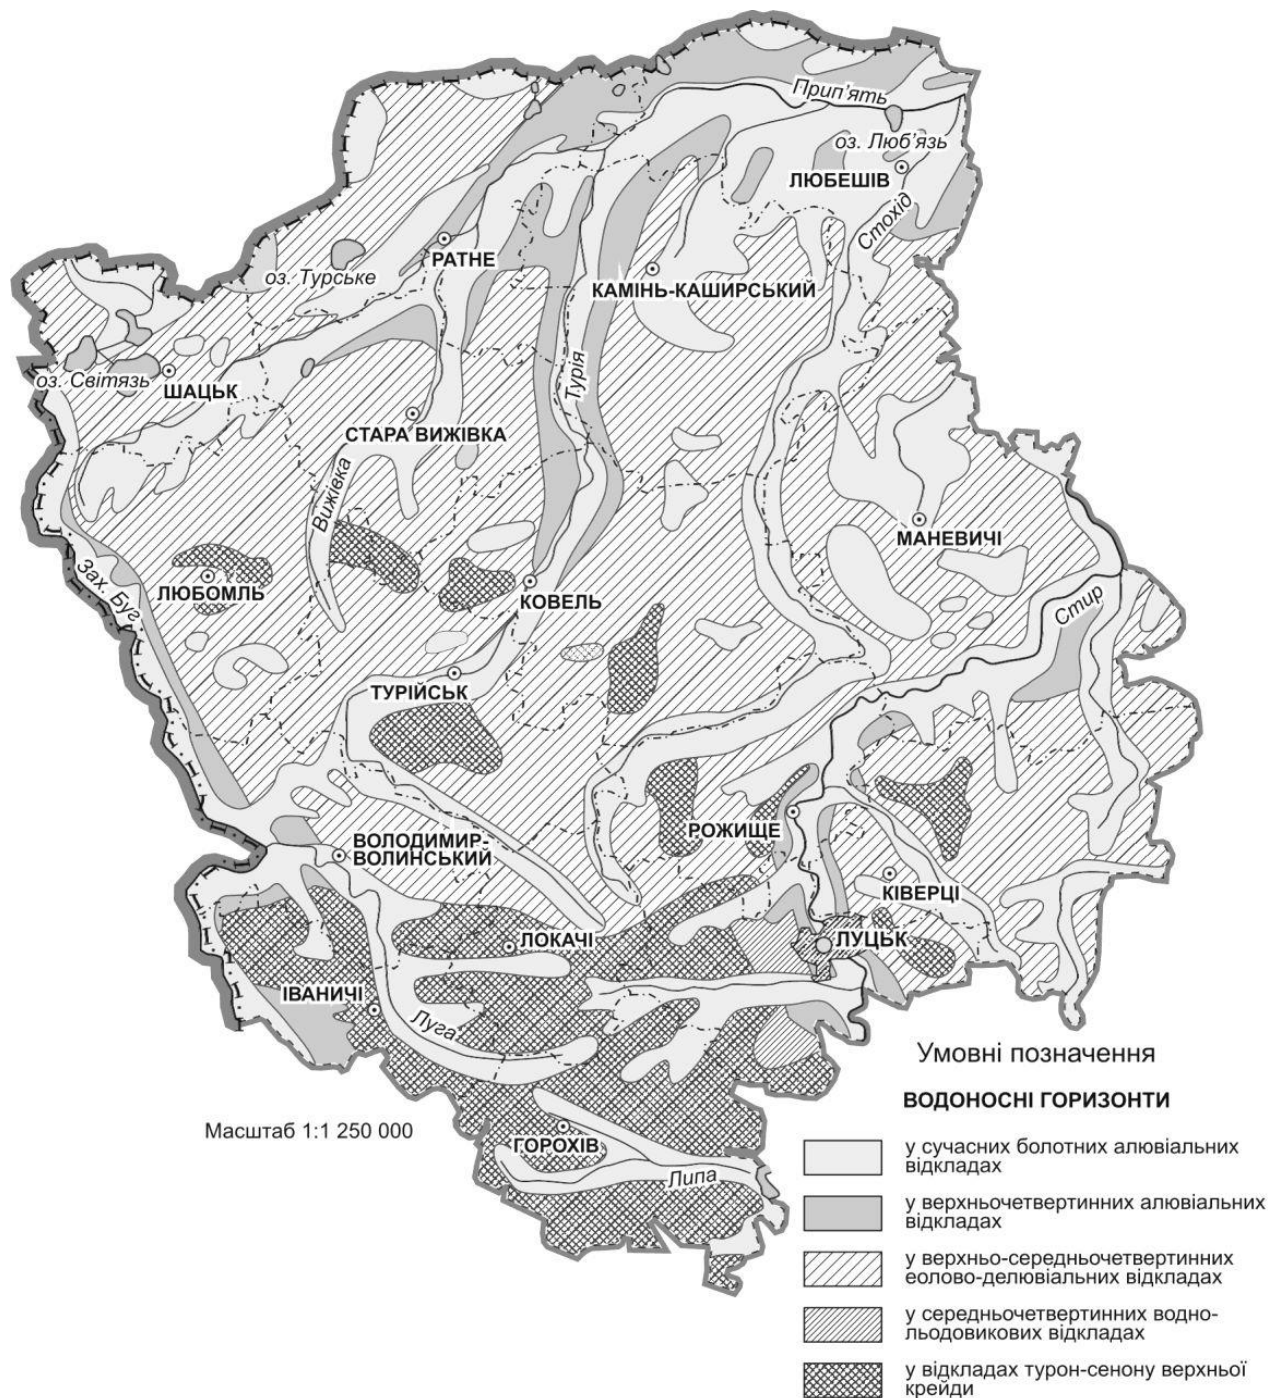 Прип'ять
оз. Люб'язь
ЛЮБЕШІВ
Стохід
РАТНЕ
оз. Турське
КАМІНЬ-КАШИРСЬКИЙ
оз. Світязь
ШАЦЬК
Турія
СТАРА ВИЖІВКА
Вижівка
МАНЕВИЧІ
Зах. Буг
ЛЮБОМЛЬ
КОВЕЛЬ
Стир
ТУРІЙСЬК
РОЖИЩЕ
ВОЛОДИМИР-
ВОЛИНСЬКИЙ
КІВЕРЦІ
ЛОКАЧІ
ЛУЦЬК
ІВАНИЧІ
Луга
ГОРОХІВ
Липа
Масштаб 1:1 250 000
Умовні позначення
ВОДОНОСНІ ГОРИЗОНТИ
у сучасних болотних алювіальних
відкладах
у верхньочетвертинних алювіальних
відкладах
у верхньо-середньочетвертинних
еолово-делювіальних відкладах
у середньочетвертинних водно-
льодовикових відкладах
у відкладах турон-сенону верхньої
крейди